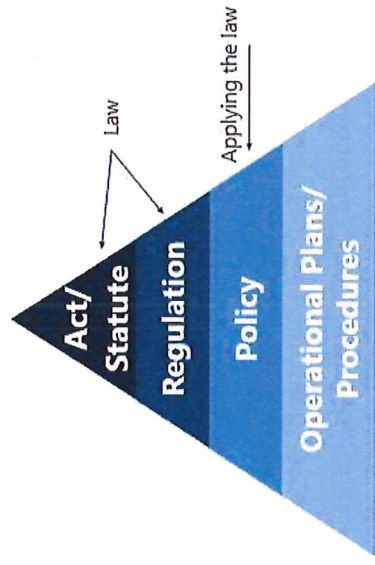 Act/
Statute
Regulation
Policy
Operational Plans/
Procedures
Law
Applying the law